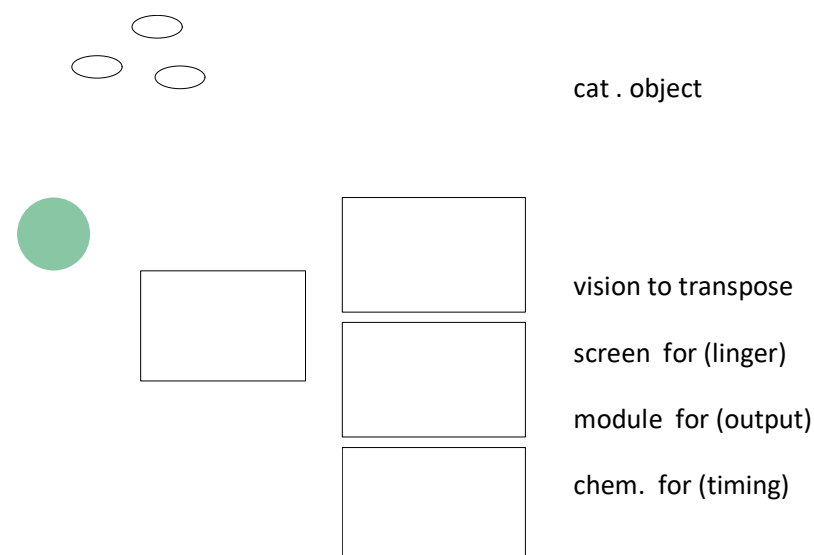 cat . object
vision to transpose
screen  for (linger)
module  for (output)
chem.  for (timing)